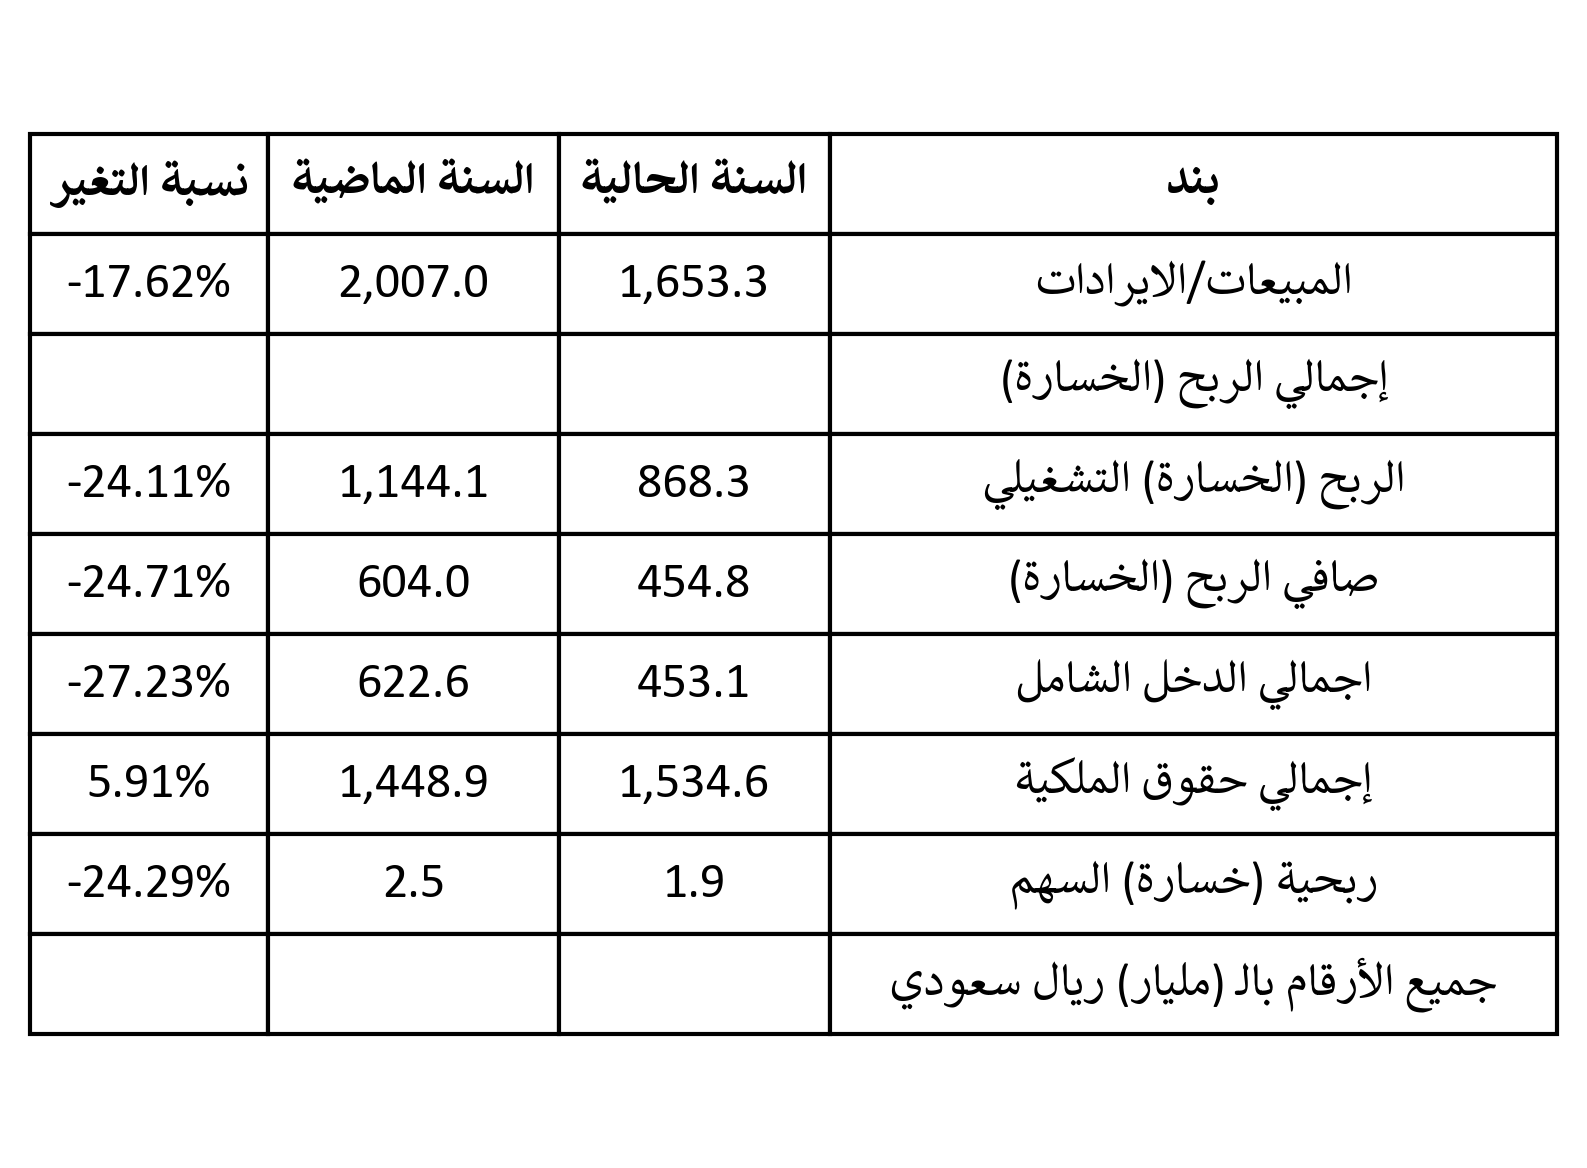 بند السنة الحالية السنة الماضية نسبة التغير
المبيعات/الايرادات 1,653.3 2,007.0 -17.62%
إجمالي الربح (الخسارة)
الربح (الخسارة) التشغيلي 868.3 1,144.1 -24.11%
صافي الربح (الخسارة) 454.8 604.0 -24.71%
اجمالي الدخل الشامل 453.1 622.6 -27.23%
إجمالي حقوق الملكية 1,534.6 1,448.9 5.91%
ربحية (خسارة) السهم 1.9 2.5 -24.29%
جميع الأرقام بالـ (مليار) ريال سعودي